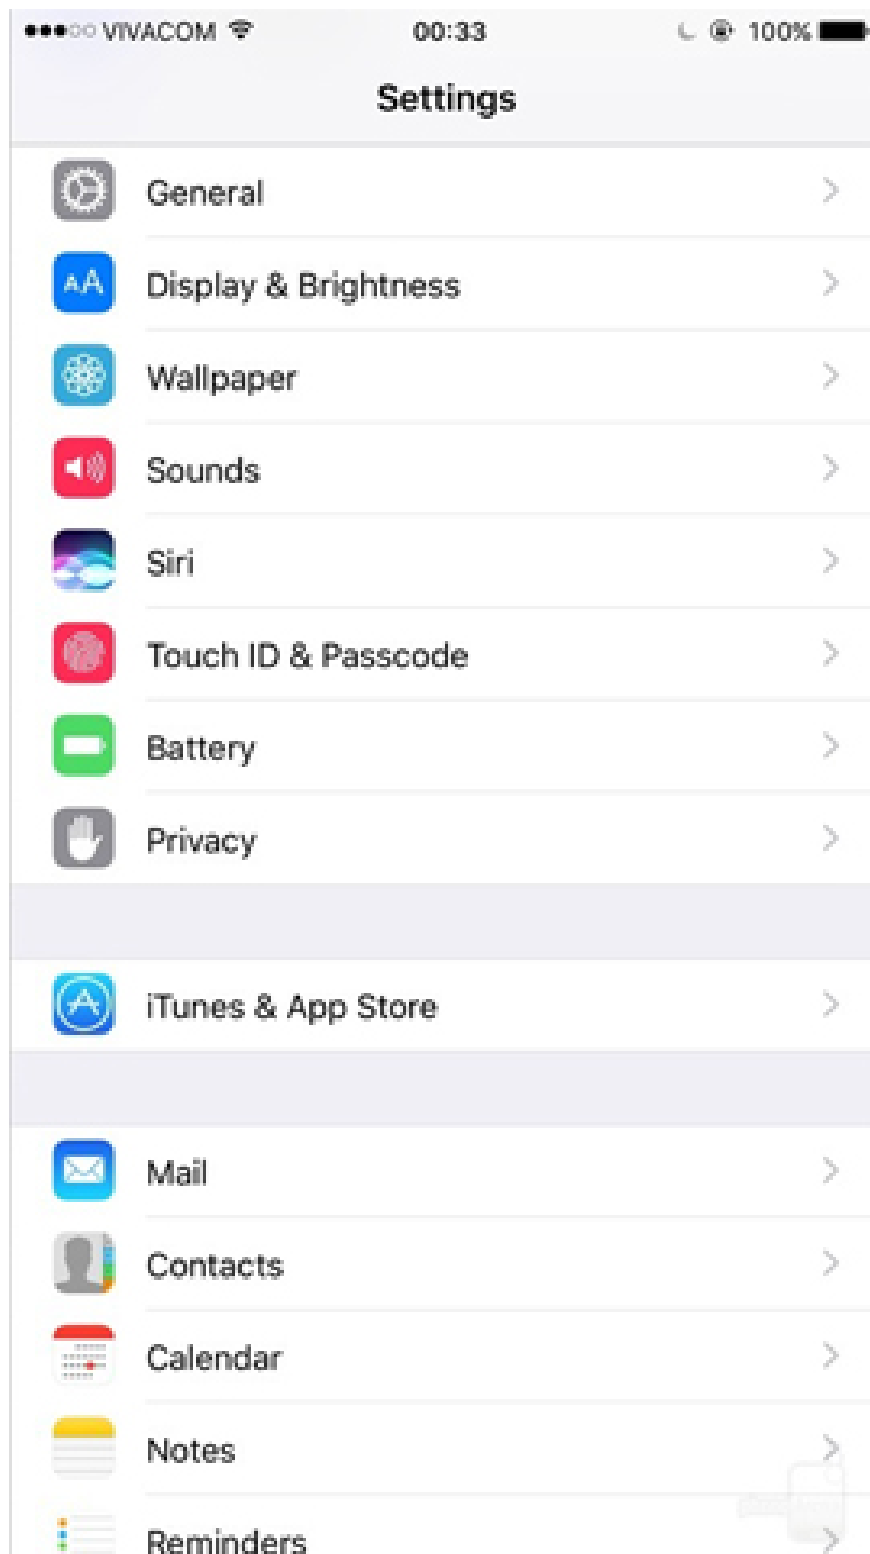 VIVACOM 00:33 100%
Settings
General
AA Display & Brightness
Wallpaper
Sounds
Siri
Touch ID & Passcode
Battery
Privacy
iTunes & App Store
Mail
Contacts
Calendar
Notes
Reminders